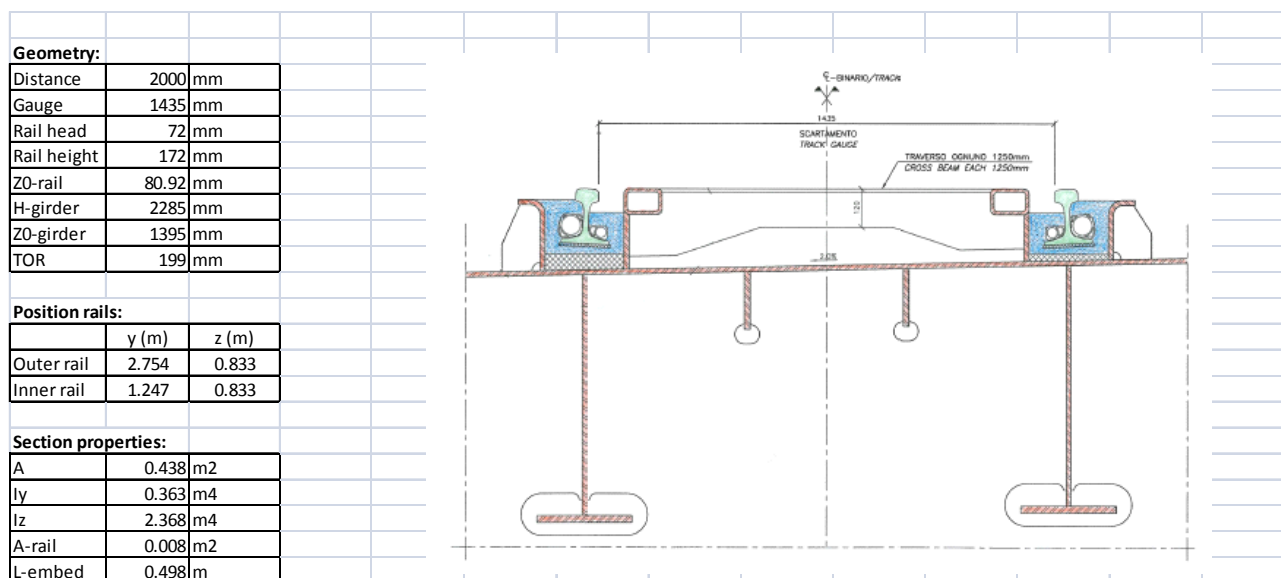 Geometry:
Distance 2000 mm
Gauge 1435 mm
Rail head 72 mm
Rail height 172 mm
Z0-rail 80.92 mm
H-girder 2285 mm
Z0-girder 1395 mm
TOR 199 mm
Position rails:
y (m) z (m)
Outer rail 2.754 0.833
Inner rail 1.247 0.833
Section properties:
A 0.438 m2
Iy 0.363 m4
Iz 2.368 m4
A-rail 0.008 m2
L-embed 0.498 m
℄-BINARIO/TRACK
1435
SCARTAMENTO
TRACK GAUGE
TRAVERSO OGNUNO 1250mm
CROSS BEAM EACH 1250mm
120